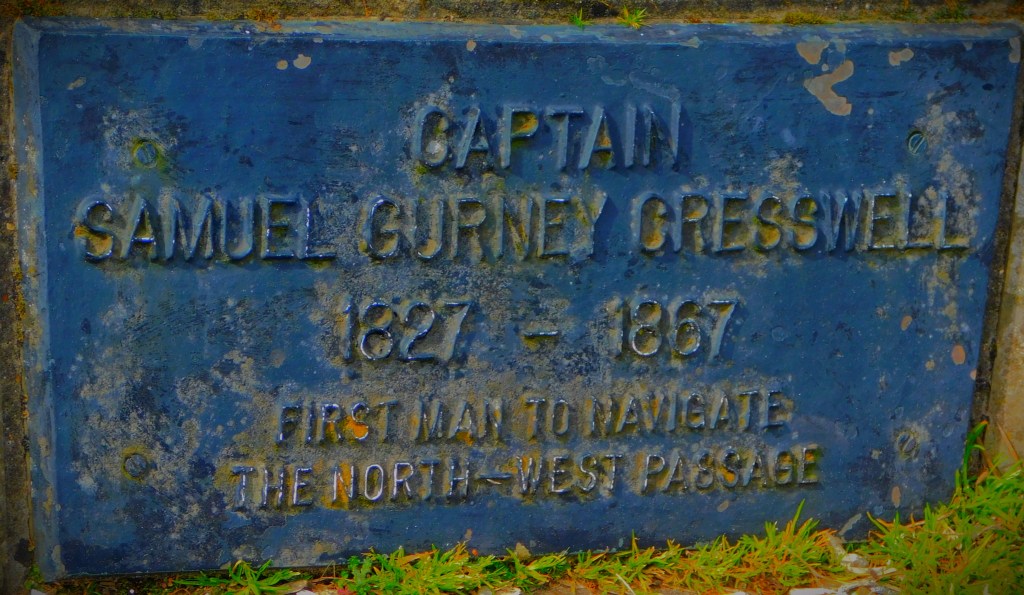 CAPTAIN
SAMUEL GURNEY CRESSWELL
1827 - 1867
FIRST MAN TO NAVIGATE
THE NORTH-WEST PASSAGE